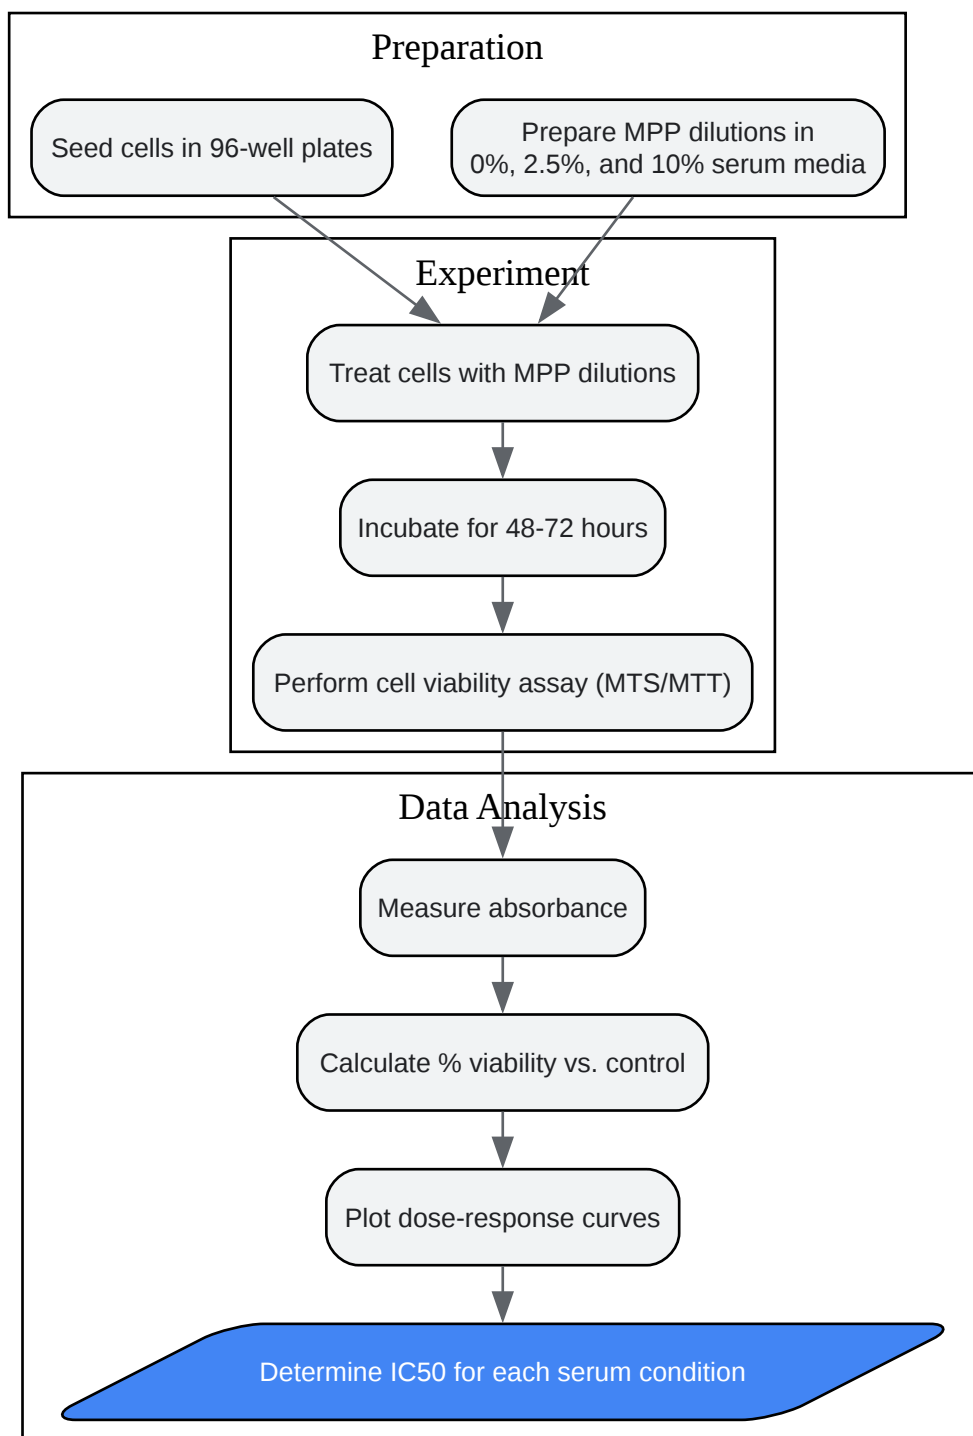 Preparation
Seed cells in 96-well plates
Prepare MPP dilutions in
0%, 2.5%, and 10% serum media
Experiment
Treat cells with MPP dilutions
Incubate for 48-72 hours
Perform cell viability assay (MTS/MTT)
Data Analysis
Measure absorbance
Calculate % viability vs. control
Plot dose-response curves
Determine IC50 for each serum condition